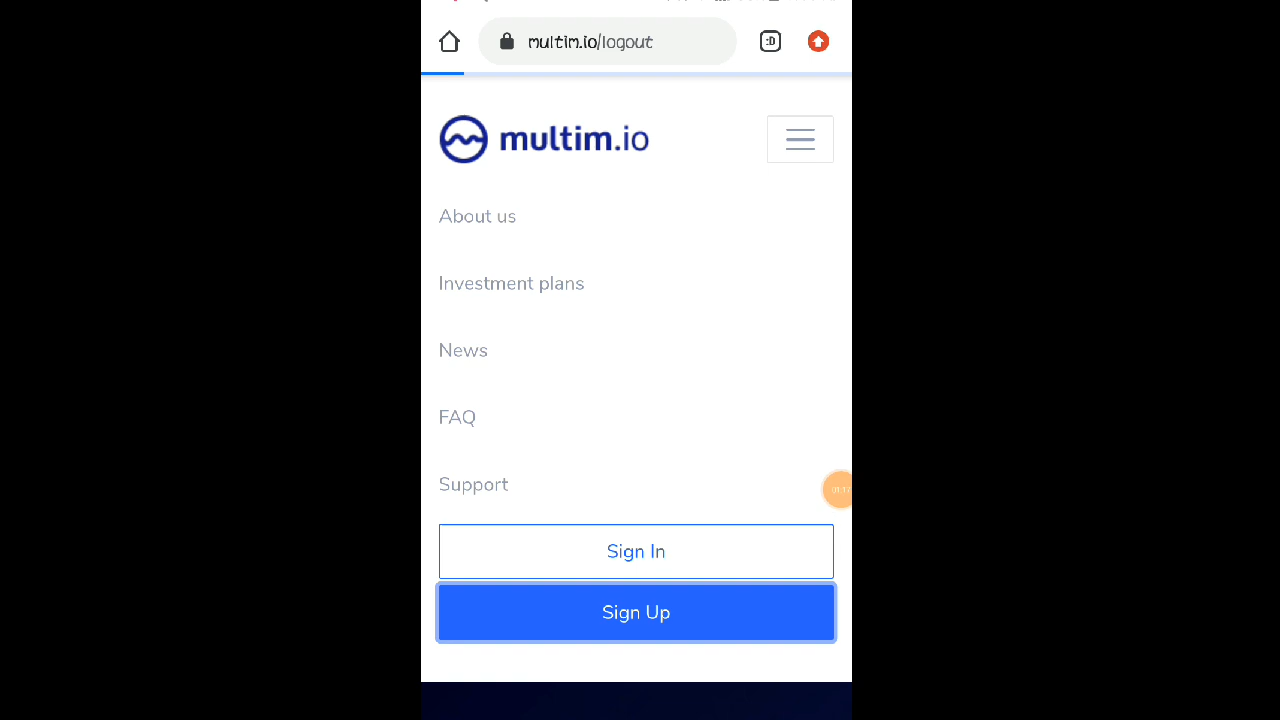 multim.io/logout
:D
multim.io
About us
Investment plans
News
FAQ
Support
Sign In
Sign Up